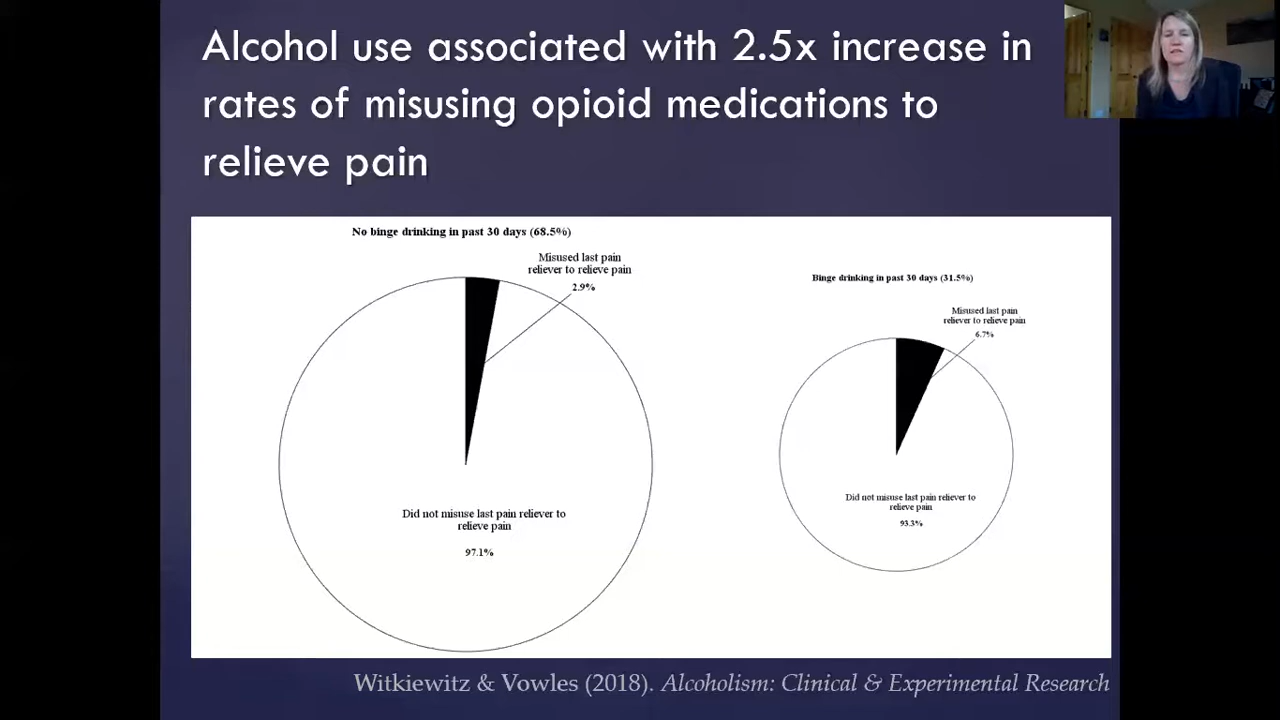 Alcohol use associated with 2.5x increase in
rates of misusing opioid medications to
relieve pain
No binge drinking in past 30 days (68.5%)
Misused last pain
reliever to relieve pain
2.9%
Did not misuse last pain reliever to
relieve pain
97.1%
Binge drinking in past 30 days (31.5%)
Misused last pain
reliever to relieve pain
6.7%
Did not misuse last pain reliever to
relieve pain
93.3%
Witkiewitz & Vowles (2018). Alcoholism: Clinical & Experimental Research